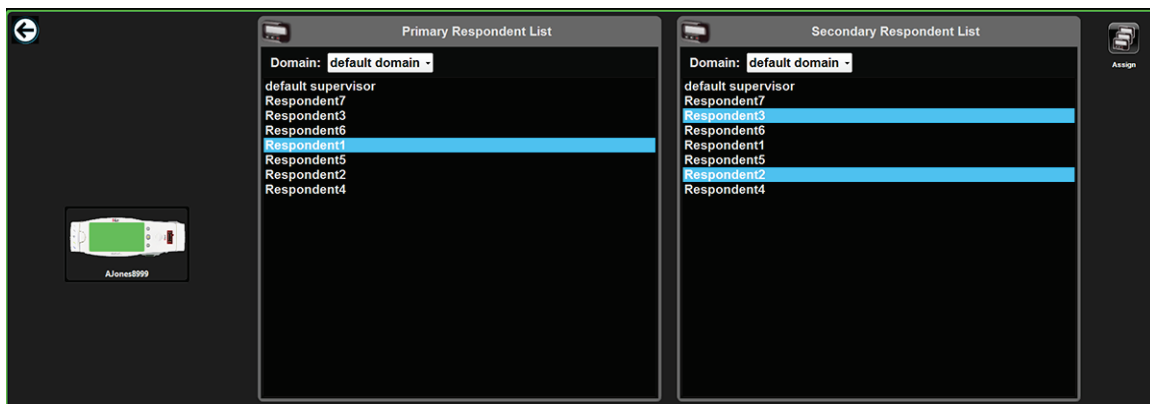 Primary Respondent List
Domain: default domain
default supervisor
Respondent7
Respondent3
Respondent6
Respondent1
Respondent5
Respondent2
Respondent4
Secondary Respondent List
Domain: default domain
default supervisor
Respondent7
Respondent3
Respondent6
Respondent1
Respondent5
Respondent2
Respondent4
Assign
AJones8999